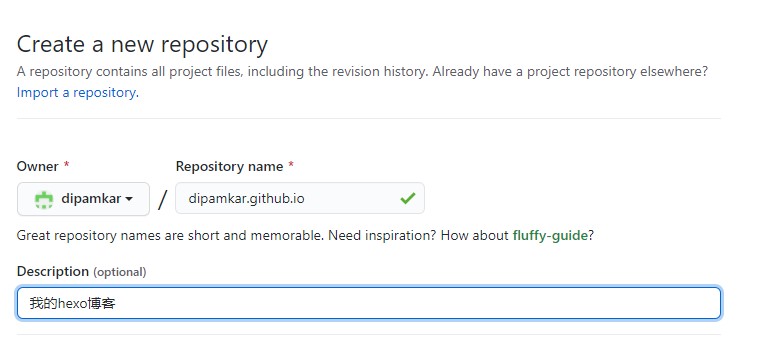 Create a new repository
A repository contains all project files, including the revision history. Already have a project repository elsewhere?
Import a repository.
Owner * Repository name *
dipamkar / dipamkar.github.io
Great repository names are short and memorable. Need inspiration? How about fluffy-guide?
Description (optional)
我的hexo博客